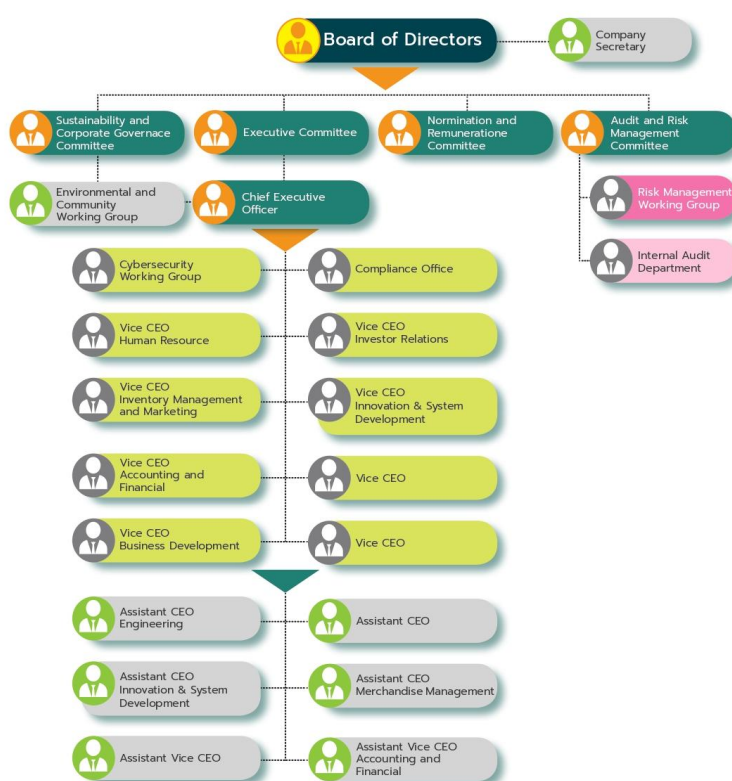 Board of Directors
Company
Secretary
Sustainability and
Corporate Governace
Committee
Executive Committee
Normination and
Remuneratione
Committee
Audit and Risk
Management
Committee
Environmental and
Community
Working Group
Chief Executive
Officer
Risk Management
Working Group
Internal Audit
Department
Cybersecurity
Working Group
Compliance Office
Vice CEO
Human Resource
Vice CEO
Investor Relations
Vice CEO
Inventory Management
and Marketing
Vice CEO
Innovation & System
Development
Vice CEO
Accounting and
Financial
Vice CEO
Vice CEO
Business Development
Vice CEO
Assistant CEO
Engineering
Assistant CEO
Assistant CEO
Innovation & System
Development
Assistant CEO
Merchandise Management
Assistant Vice CEO
Assistant Vice CEO
Accounting and
Financial